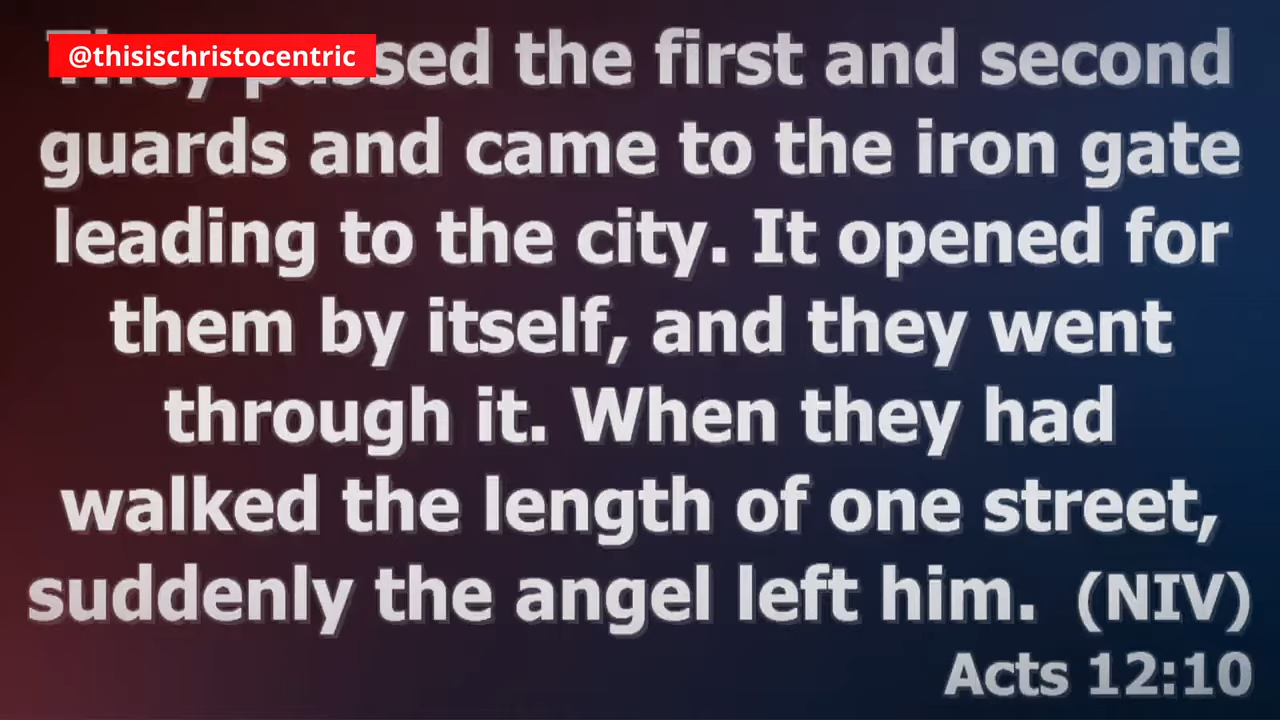 @thisischristocentric
They passed the first and second
guards and came to the iron gate
leading to the city. It opened for
them by itself, and they went
through it. When they had
walked the length of one street,
suddenly the angel left him. (NIV)
Acts 12:10